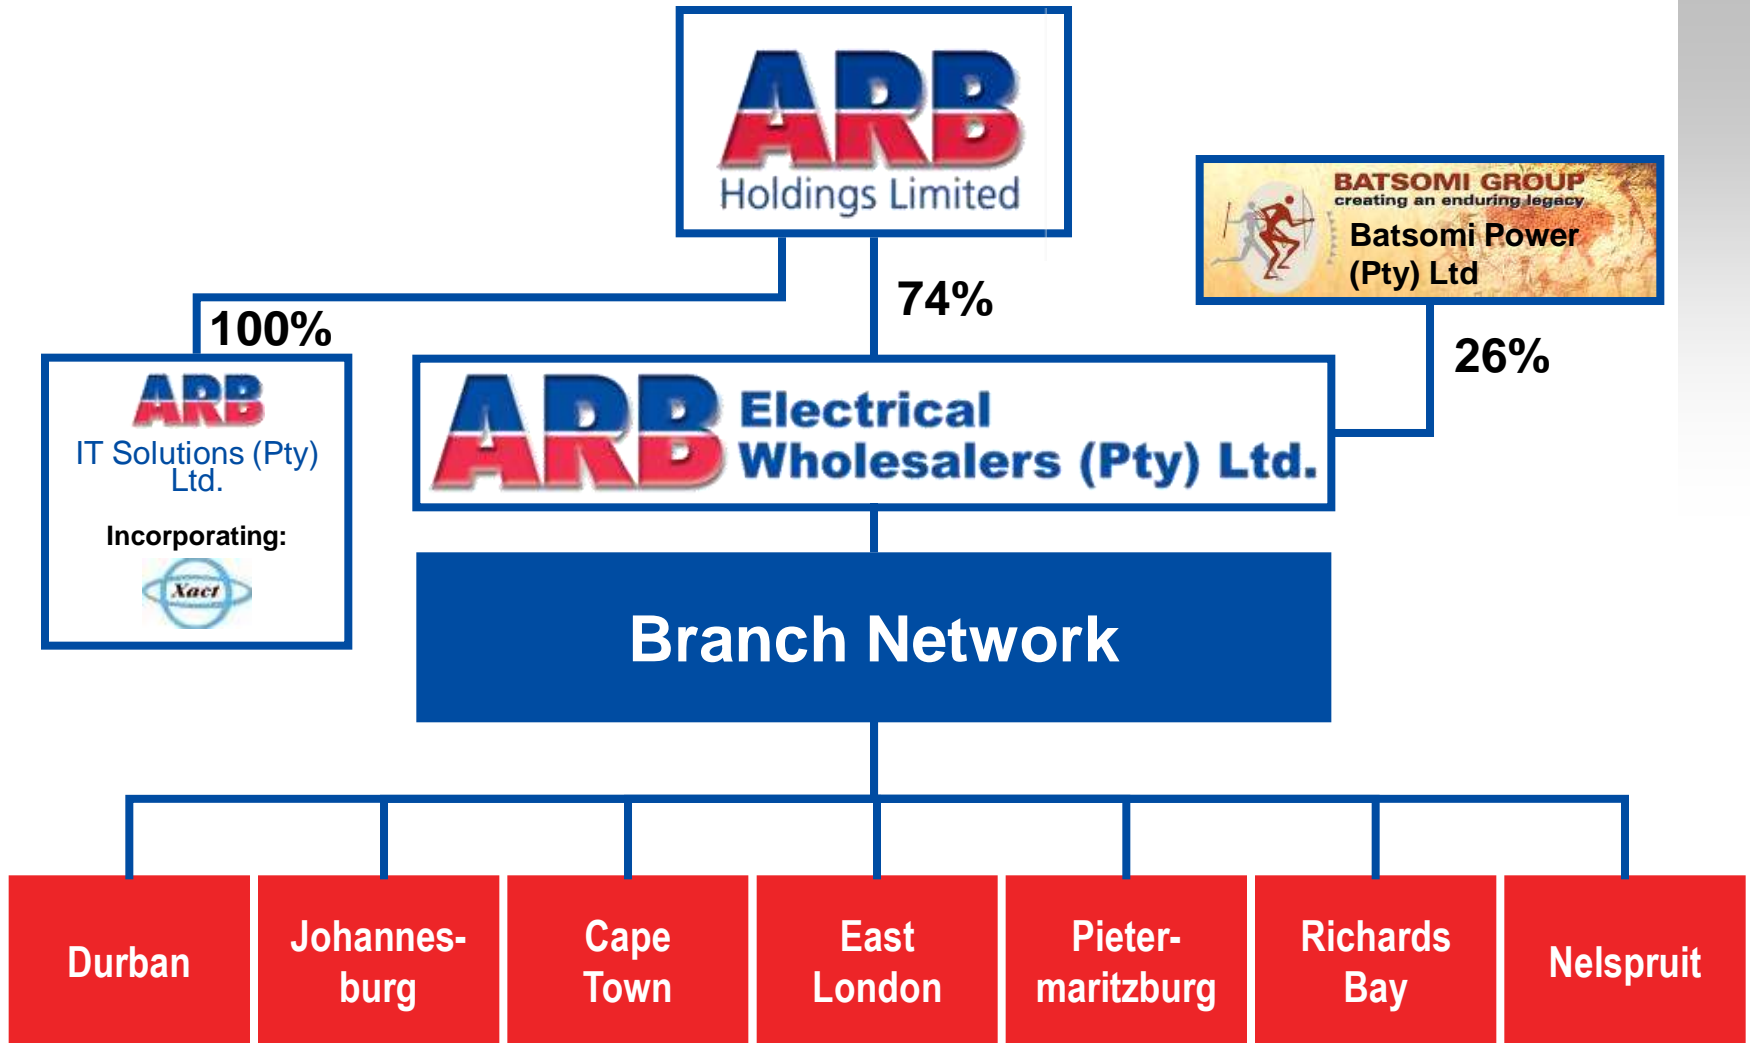 ARB
Holdings Limited
BATSOMI GROUP
creating an enduring legacy
Batsomi Power
(Pty) Ltd
74%
100%
26%
ARB
IT Solutions (Pty)
Ltd.
Incorporating:
Xact
ARB Electrical
Wholesalers (Pty) Ltd.
Branch Network
Durban
Johannes-
burg
Cape
Town
East
London
Pieter-
maritzburg
Richards
Bay
Nelspruit